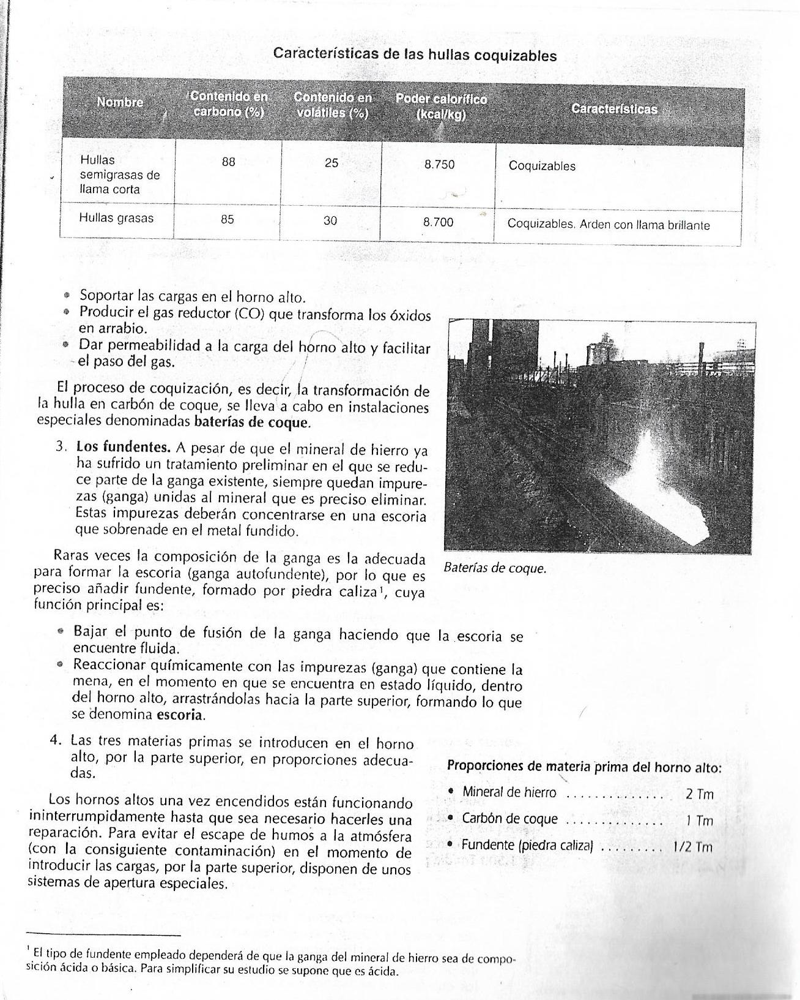 Características de las hullas coquizables
Nombre
Contenido en
carbono (%)
Contenido en
volátiles (%)
Poder calorífico
(kcal/kg)
Características
Hullas
semigrasas de
llama corta
88
25
8.750
Coquizables
Hullas grasas
85
30
8.700
Coquizables. Arden con llama brillante
• Soportar las cargas en el horno alto.
• Producir el gas reductor (CO) que transforma los óxidos
en arrabio.
• Dar permeabilidad a la carga del horno alto y facilitar
el paso del gas.
El proceso de coquización, es decir, la transformación de
la hulla en carbón de coque, se lleva a cabo en instalaciones
especiales denominadas baterías de coque.
3. Los fundentes. A pesar de que el mineral de hierro ya
ha sufrido un tratamiento preliminar en el que se redu-
ce parte de la ganga existente, siempre quedan impure-
zas (ganga) unidas al mineral que es preciso eliminar.
Estas impurezas deberán concentrarse en una escoria
que sobrenade en el metal fundido.
Raras veces la composición de la ganga es la adecuada
para formar la escoria (ganga autofundente), por lo que es
preciso añadir fundente, formado por piedra caliza¹, cuya
función principal es:
Baterías de coque.
• Bajar el punto de fusión de la ganga haciendo que la escoria se
encuentre fluida.
• Reaccionar químicamente con las impurezas (ganga) que contiene la
mena, en el momento en que se encuentra en estado líquido, dentro
del horno alto, arrastrándolas hacia la parte superior, formando lo que
se denomina escoria.
4. Las tres materias primas se introducen en el horno
alto, por la parte superior, en proporciones adecua-
das.
Los hornos altos una vez encendidos están funcionando
ininterrumpidamente hasta que sea necesario hacerles una
reparación. Para evitar el escape de humos a la atmósfera
(con la consiguiente contaminación) en el momento de
introducir las cargas, por la parte superior, disponen de unos
sistemas de apertura especiales.
Proporciones de materia prima del horno alto:
• Mineral de hierro .............. 2 Tm
• Carbón de coque .............. 1 Tm
• Fundente (piedra caliza) ......... 1/2 Tm
¹ El tipo de fundente empleado dependerá de que la ganga del mineral de hierro sea de compo-
sición ácida o básica. Para simplificar su estudio se supone que es ácida.